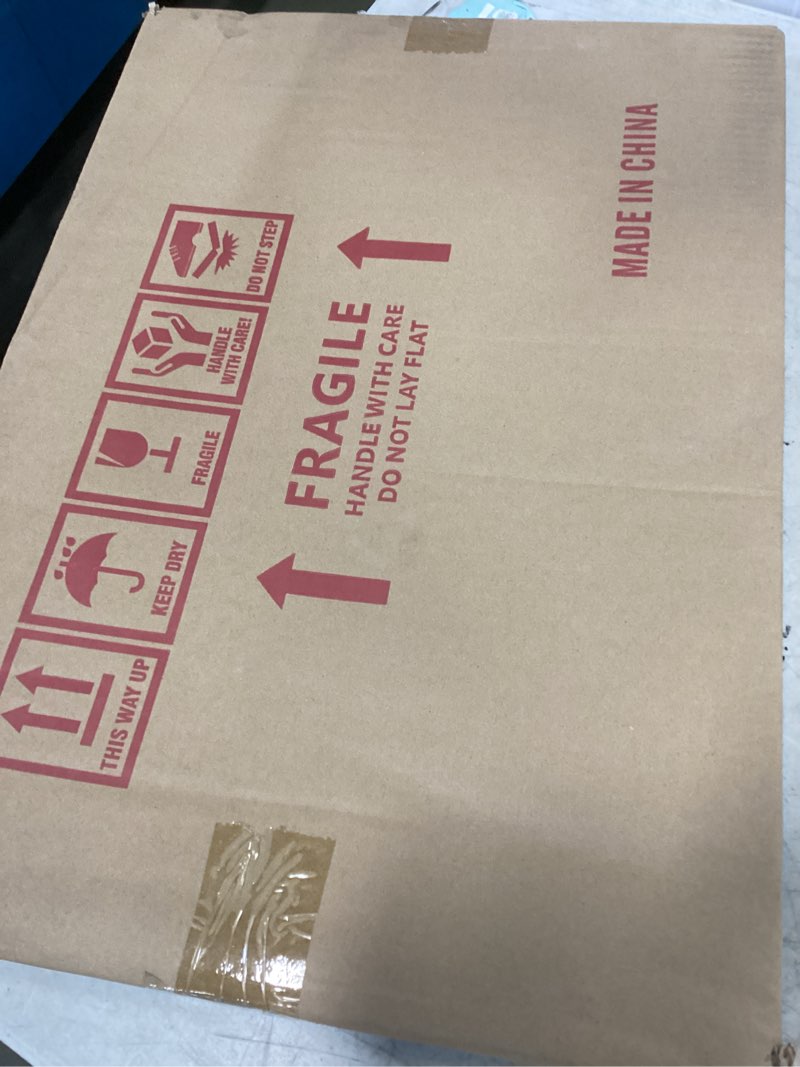 THIS WAY UP
KEEP DRY
FRAGILE
HANDLE
WITH CARE!
DO NOT STEP
FRAGILE
HANDLE WITH CARE
DO NOT LAY FLAT
MADE IN CHINA